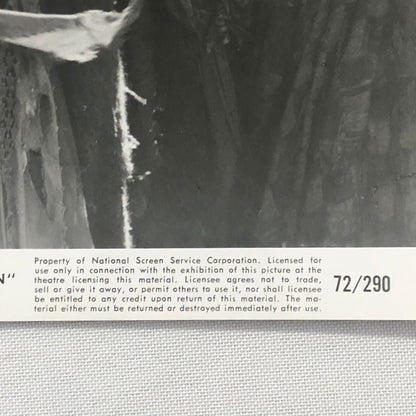 Property of National Screen Service Corporation. Licensed for
use only in connection with the exhibition of this picture at the
theatre licensing this material. Licensee agrees not to trade,
sell or give it away, or permit others to use it, nor shall licensee
be entitled to any credit upon return of this material. The ma-
terial either must be returned or destroyed immediately after use.
N"
72/290